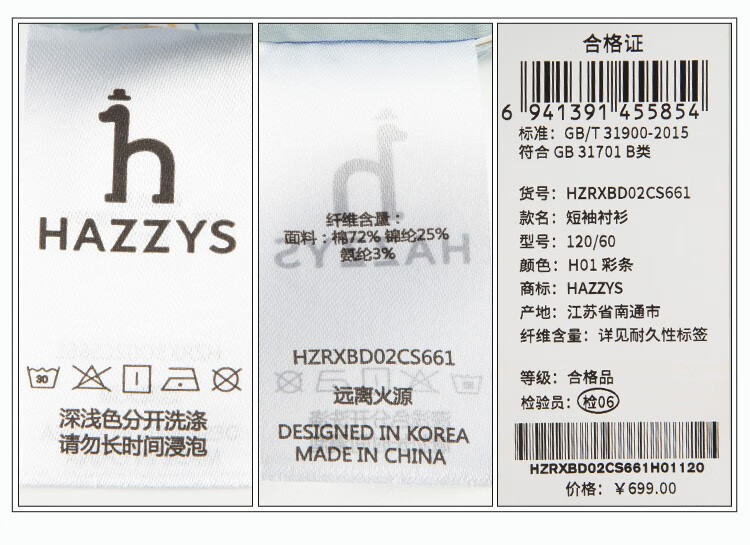 HAZZYS
30
深浅色分开洗涤
请勿长时间浸泡
纤维含量:
面料:棉72% 锦纶25%
氨纶3%
HZRXBD02CS661
远离火源
DESIGNED IN KOREA
MADE IN CHINA
合格证
6 941391 455854
标准: GB/T 31900-2015
符合 GB 31701 B类
货号: HZRXBD02CS661
款名: 短袖衬衫
型号: 120/60
颜色: H01 彩条
商标: HAZZYS
产地: 江苏省南通市
纤维含量: 详见耐久性标签
等级: 合格品
检验员: 检06
HZRXBD02CS661H01120
价格: ¥699.00